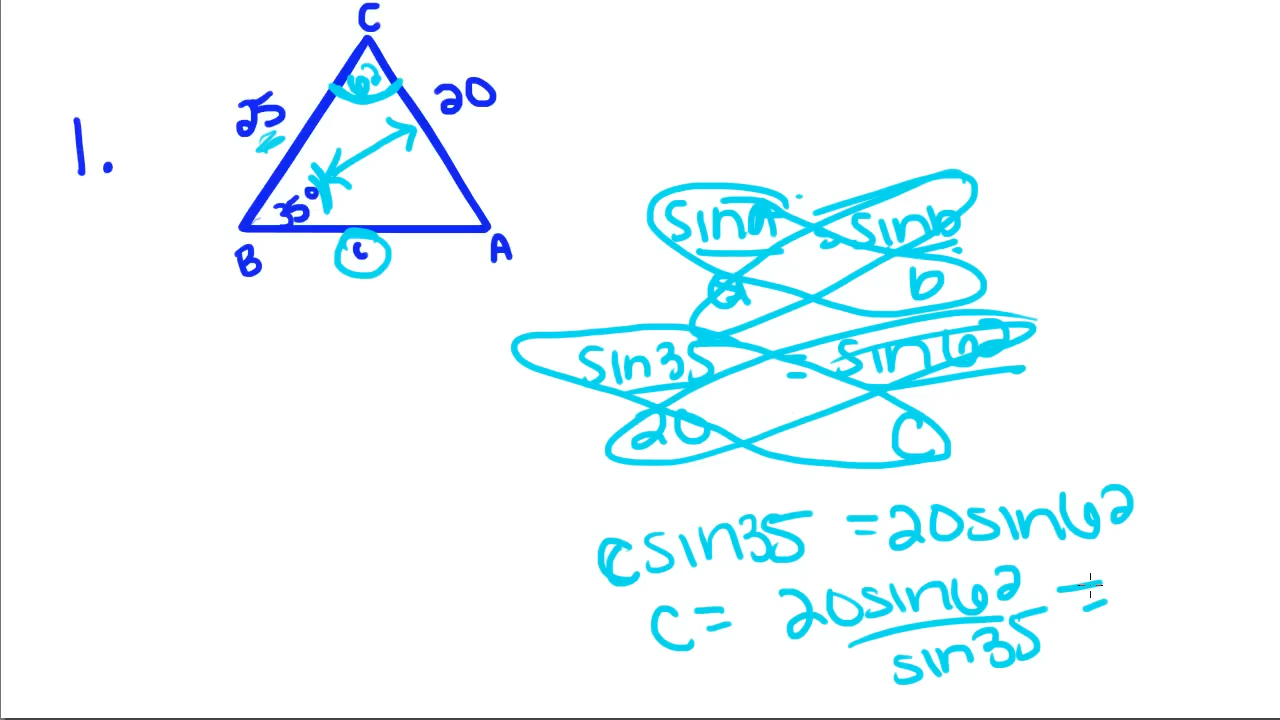 1.
C
62
25
20
35°
B
c
A
sin A = sin b
a b
sin 35 = sin 62
20 C
c sin 35 = 20 sin 62
c = 20 sin 62 =
sin 35